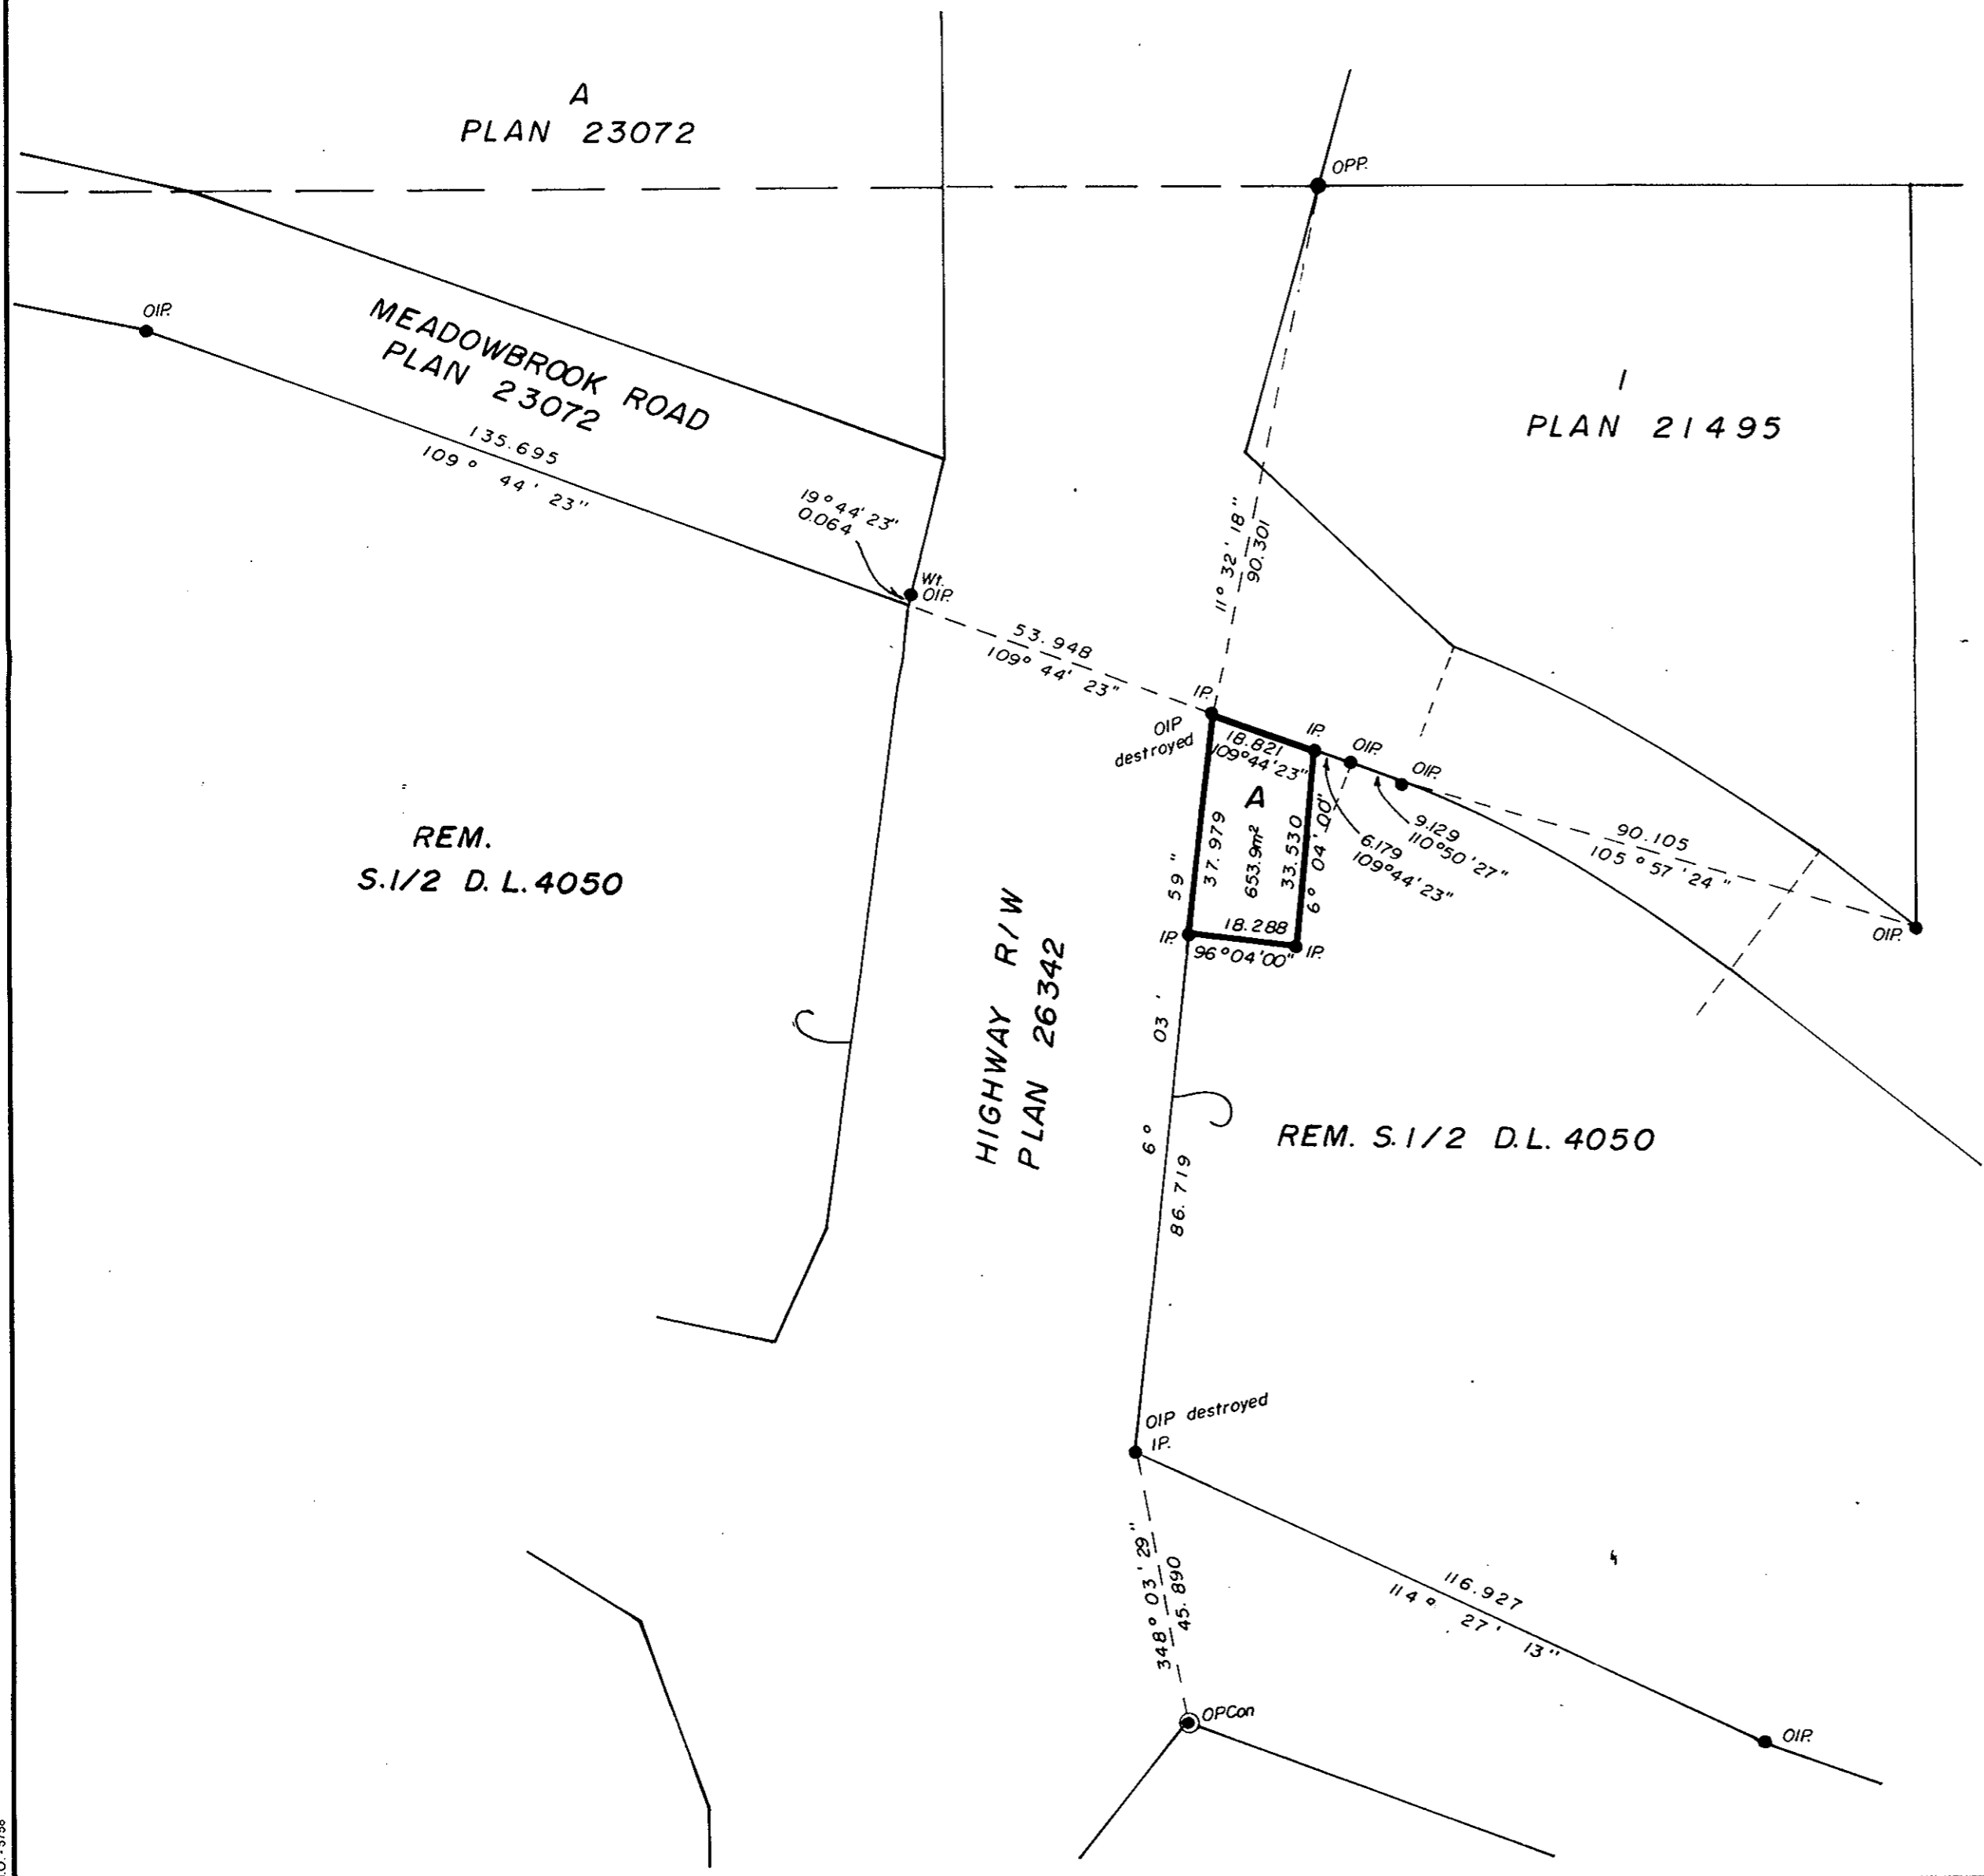 A
PLAN 23072
OPP.
OIP.
MEADOWBROOK ROAD
PLAN 23072
135.695
109° 44' 23"
19°44'23"
0.064
Wt.
OIP.
1
PLAN 21495
11° 32' 18"
90.301
53.948
109° 44' 23"
IP.
OIP
destroyed
18.821
109°44'23"
IP.
OIP.
OIP.
A
37.979
653.9m²
33.530
6° 04' 00"
9.129
110°50'27"
6.179
109°44'23"
90.105
105°57'24"
OIP.
REM.
S.1/2 D.L.4050
18.288
96°04'00"
IP.
IP.
HIGHWAY R/W
PLAN 26342
6° 03' 59"
86.719
REM. S.1/2 D.L. 4050
OIP destroyed
IP.
348° 03' 29"
45.890
116.927
114° 27' 13"
OPCon
OIP.